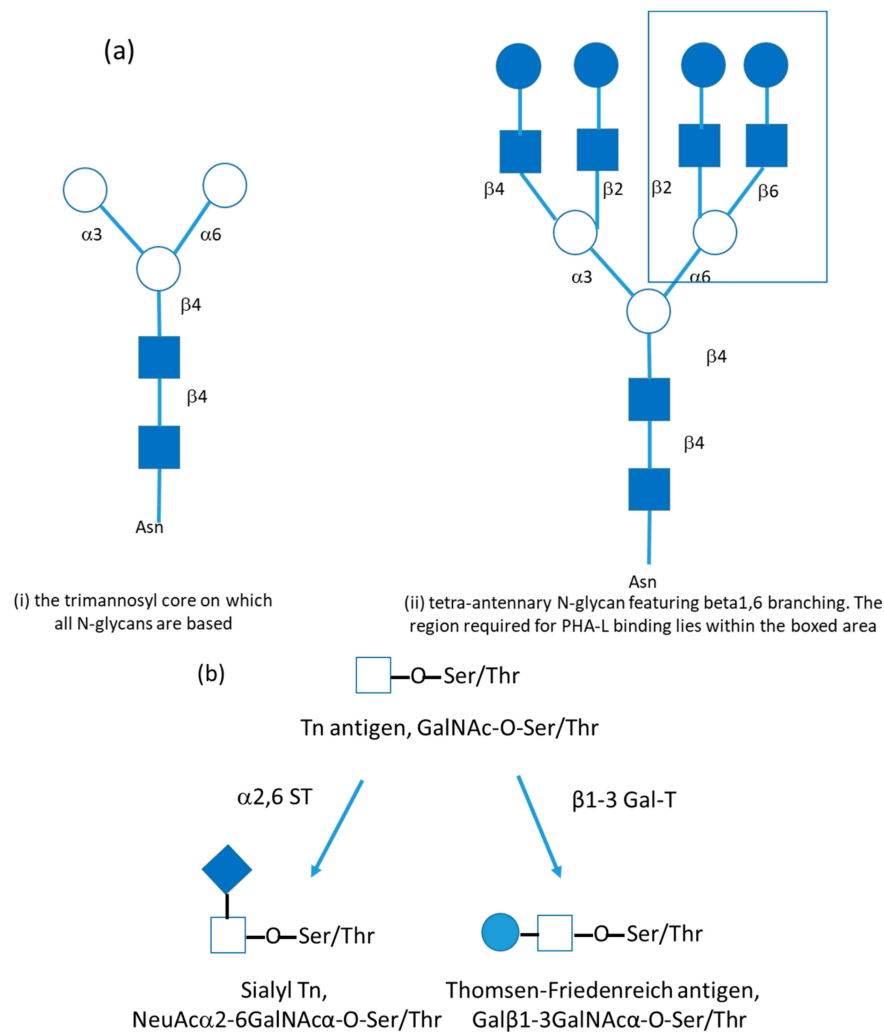 (a)
α3
α6
β4
β4
Asn
(i) the trimannosyl core on which
all N-glycans are based
β4
β2
β2
β6
α3
α6
β4
β4
Asn
(ii) tetra-antennary N-glycan featuring beta1,6 branching. The
region required for PHA-L binding lies within the boxed area
(b)
O—Ser/Thr
Tn antigen, GalNAc-O-Ser/Thr
α2,6 ST
β1-3 Gal-T
O—Ser/Thr
O—Ser/Thr
Sialyl Tn,
NeuAcα2-6GalNAcα-O-Ser/Thr
Thomsen-Friedenreich antigen,
Galβ1-3GalNAcα-O-Ser/Thr